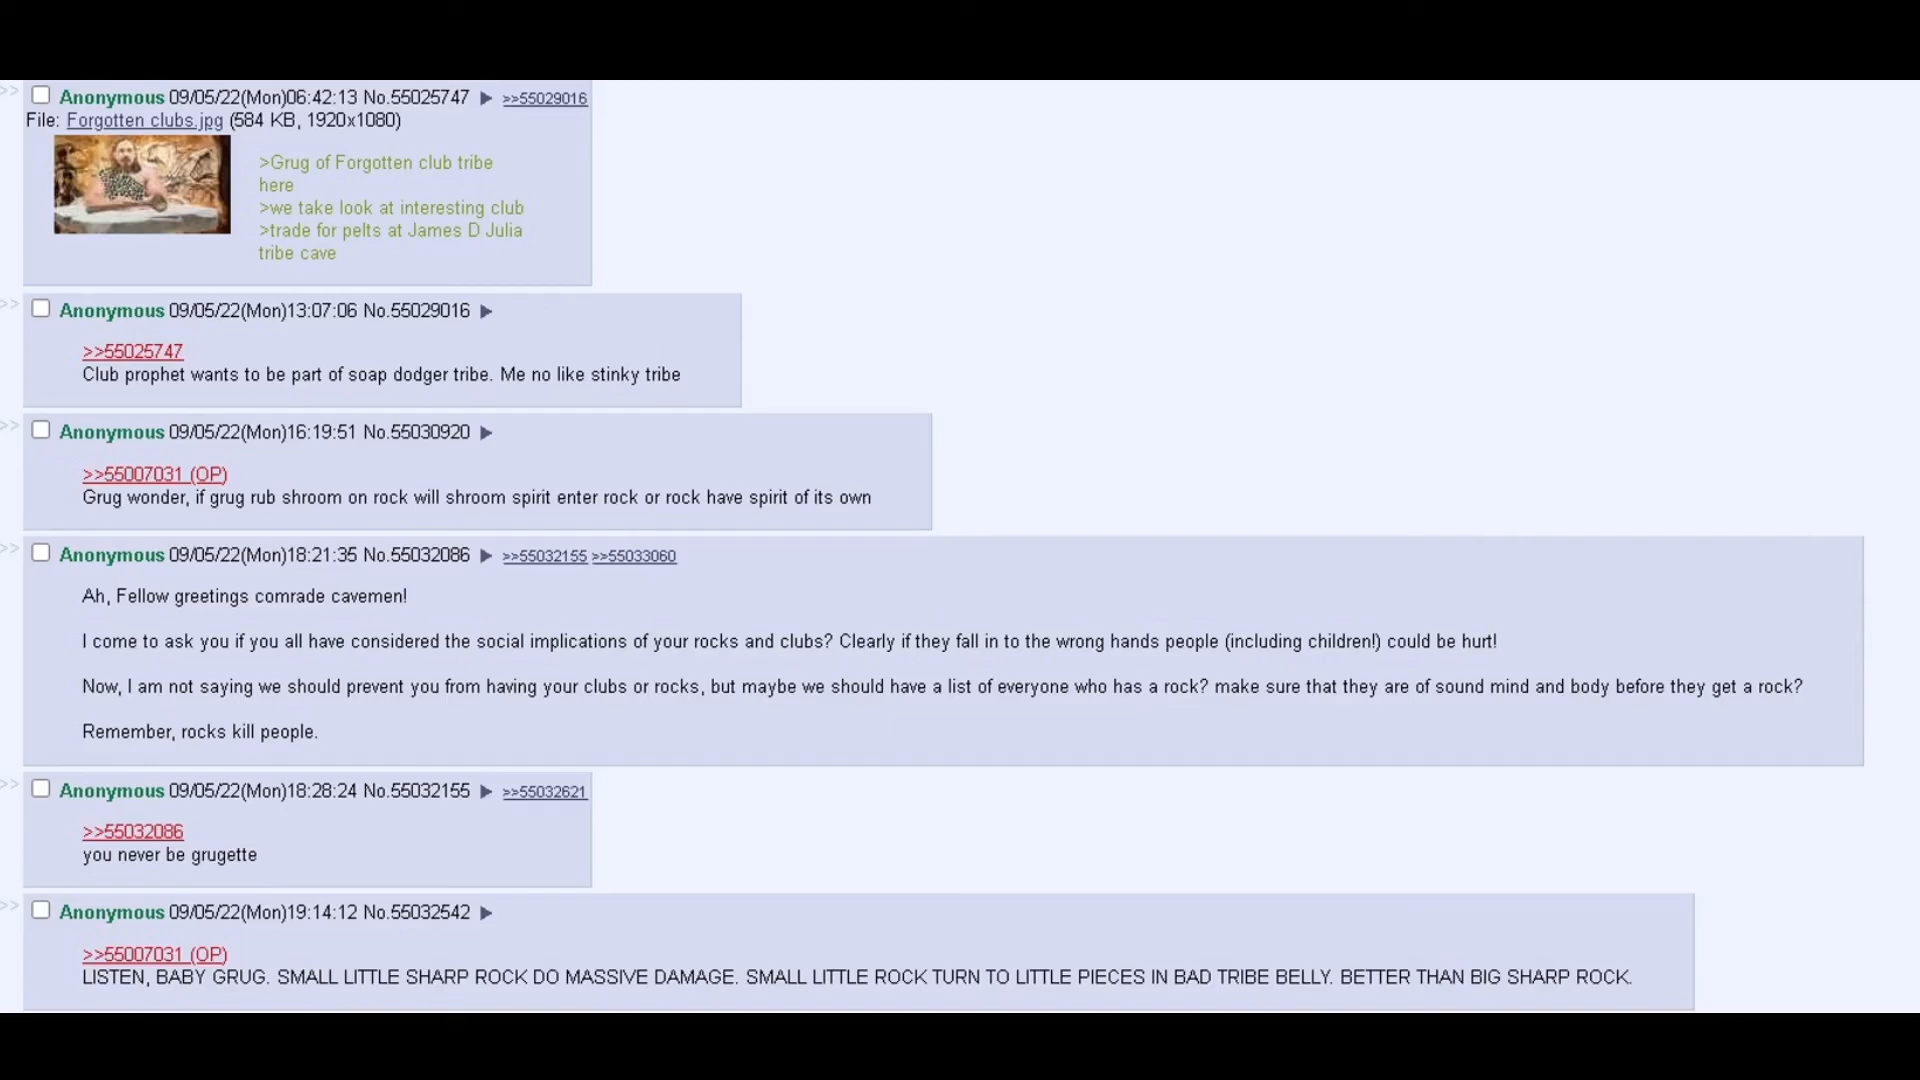 >> Anonymous 09/05/22(Mon)06:42:13 No.55025747 ▶ >>55029016
File: Forgotten clubs.jpg (584 KB, 1920x1080)
>Grug of Forgotten club tribe
here
>we take look at interesting club
>trade for pelts at James D Julia
tribe cave
>> Anonymous 09/05/22(Mon)13:07:06 No.55029016 ▶
>>55025747
Club prophet wants to be part of soap dodger tribe. Me no like stinky tribe
>> Anonymous 09/05/22(Mon)16:19:51 No.55030920 ▶
>>55007031 (OP)
Grug wonder, if grug rub shroom on rock will shroom spirit enter rock or rock have spirit of its own
>> Anonymous 09/05/22(Mon)18:21:35 No.55032086 ▶ >>55032155 >>55033060
Ah, Fellow greetings comrade cavemen!
I come to ask you if you all have considered the social implications of your rocks and clubs? Clearly if they fall in to the wrong hands people (including children!) could be hurt!
Now, I am not saying we should prevent you from having your clubs or rocks, but maybe we should have a list of everyone who has a rock? make sure that they are of sound mind and body before they get a rock?
Remember, rocks kill people.
>> Anonymous 09/05/22(Mon)18:28:24 No.55032155 ▶ >>55032621
>>55032086
you never be grugette
>> Anonymous 09/05/22(Mon)19:14:12 No.55032542 ▶
>>55007031 (OP)
LISTEN, BABY GRUG. SMALL LITTLE SHARP ROCK DO MASSIVE DAMAGE. SMALL LITTLE ROCK TURN TO LITTLE PIECES IN BAD TRIBE BELLY. BETTER THAN BIG SHARP ROCK.